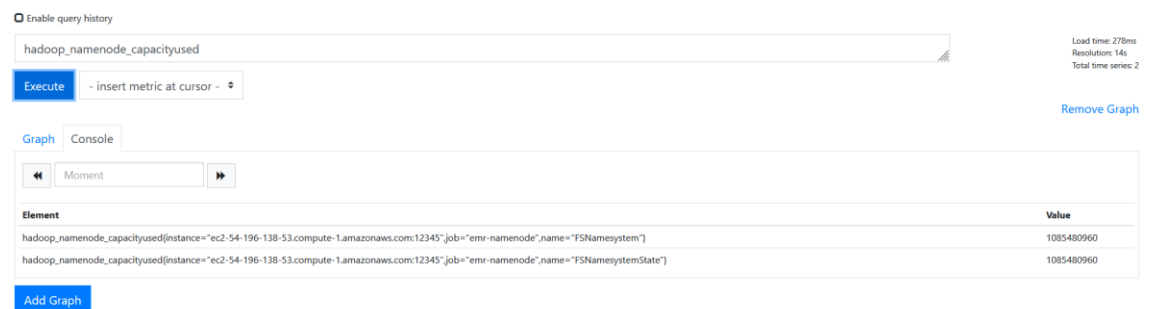 Enable query history
hadoop_namenode_capacityused
Load time: 278ms
Resolution: 14s
Total time series: 2
Execute
- insert metric at cursor -
Remove Graph
Graph Console
Moment
Element Value
hadoop_namenode_capacityused{instance="ec2-54-196-138-53.compute-1.amazonaws.com:12345",job="emr-namenode",name="FSNamesystem"} 1085480960
hadoop_namenode_capacityused{instance="ec2-54-196-138-53.compute-1.amazonaws.com:12345",job="emr-namenode",name="FSNamesystemState"} 1085480960
Add Graph